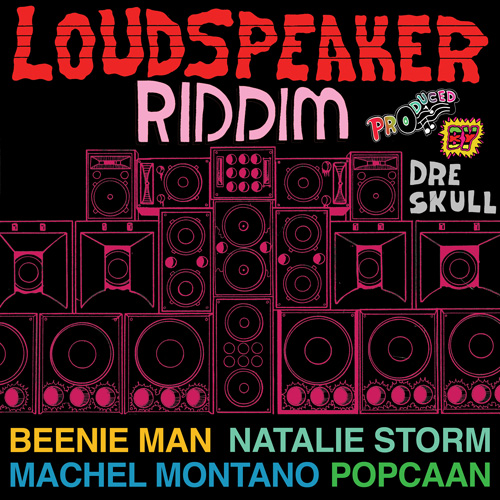 LOUDSPEAKER
RIDDIM
PRODUCED
BY
DRE
SKULL
BEENIE MAN NATALIE STORM
MACHEL MONTANO POPCAAN